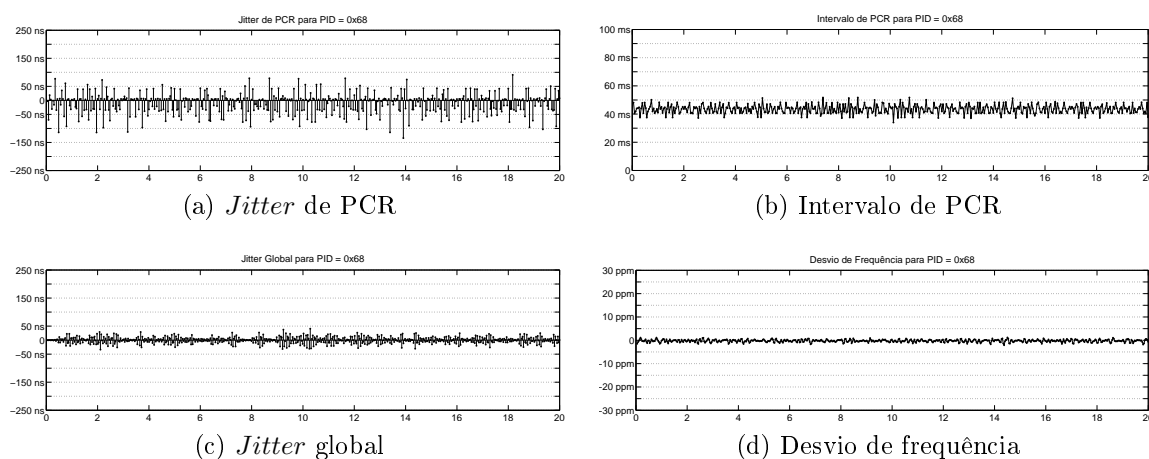 Jitter de PCR para PID = 0x68
250 ns
150 ns
50 ns
0
−50 ns
−150 ns
−250 ns
0 2 4 6 8 10 12 14 16 18 20
(a) Jitter de PCR
Intervalo de PCR para PID = 0x68
100 ms
80 ms
60 ms
40 ms
20 ms
0
0 2 4 6 8 10 12 14 16 18 20
(b) Intervalo de PCR
Jitter Global para PID = 0x68
250 ns
150 ns
50 ns
0
−50 ns
−150 ns
−250 ns
0 2 4 6 8 10 12 14 16 18 20
(c) Jitter global
Desvio de Frequência para PID = 0x68
30 ppm
20 ppm
10 ppm
0
-10 ppm
-20 ppm
-30 ppm
0 2 4 6 8 10 12 14 16 18 20
(d) Desvio de frequência